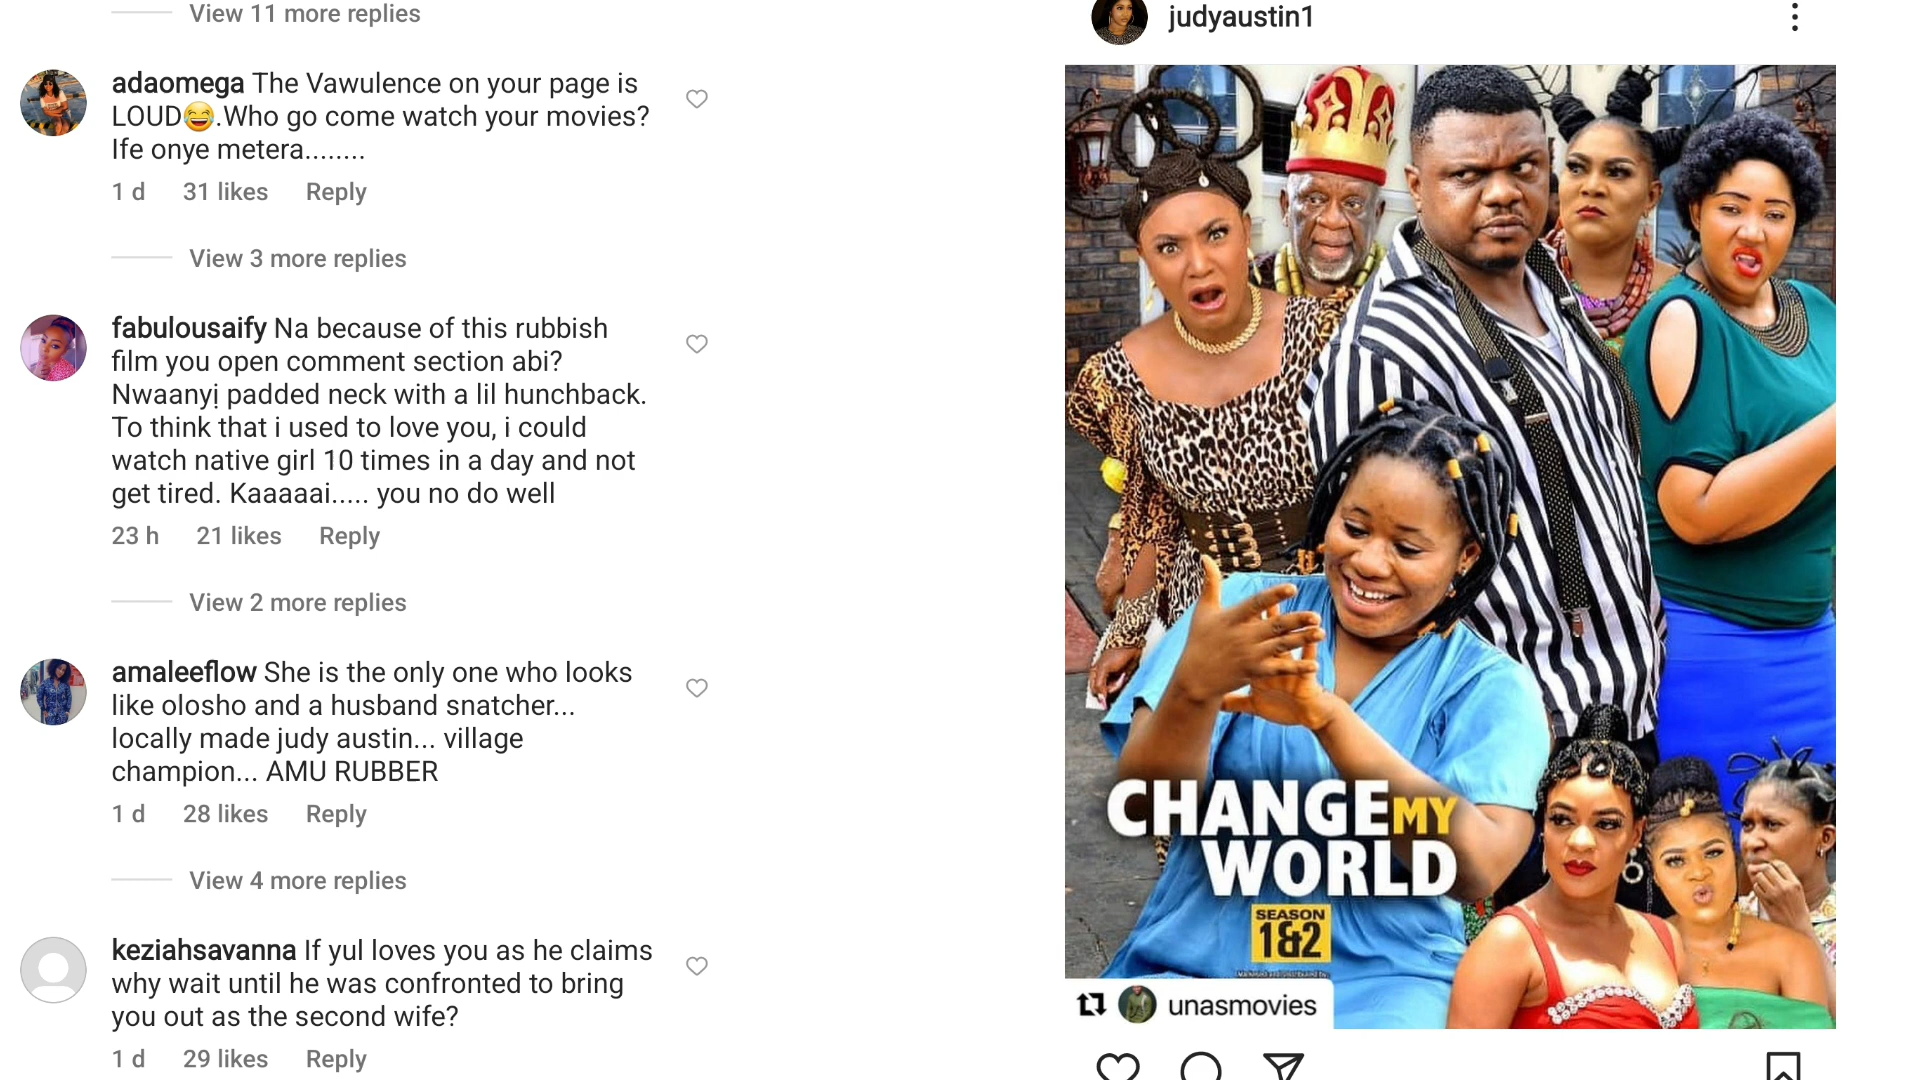 View 11 more replies
adaomega The Vawulence on your page is
LOUD😂.Who go come watch your movies?
Ife onye metera........
1 d 31 likes Reply
View 3 more replies
fabulousaify Na because of this rubbish
film you open comment section abi?
Nwaanyị padded neck with a lil hunchback.
To think that i used to love you, i could
watch native girl 10 times in a day and not
get tired. Kaaaaai..... you no do well
23 h 21 likes Reply
View 2 more replies
amaleeflow She is the only one who looks
like olosho and a husband snatcher...
locally made judy austin... village
champion... AMU RUBBER
1 d 28 likes Reply
View 4 more replies
keziahsavanna If yul loves you as he claims
why wait until he was confronted to bring
you out as the second wife?
1 d 29 likes Reply
judyaustin1
CHANGE MY
WORLD
SEASON
1&2
unasmovies